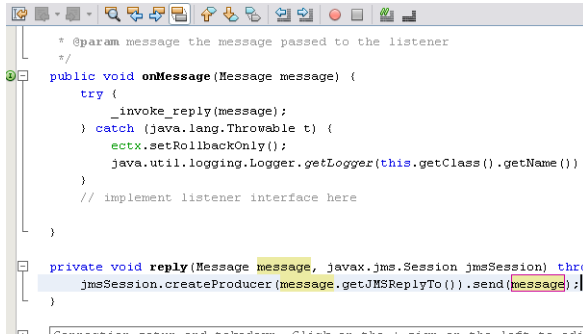 * @param message the message passed to the listener
*/
public void onMessage(Message message) {
try {
_invoke_reply(message);
} catch (java.lang.Throwable t) {
ectx.setRollbackOnly();
java.util.logging.Logger.getLogger(this.getClass().getName())
}
// implement listener interface here
}
private void reply(Message message, javax.jms.Session jmsSession) thro
jmsSession.createProducer(message.getJMSReplyTo()).send(message);
}